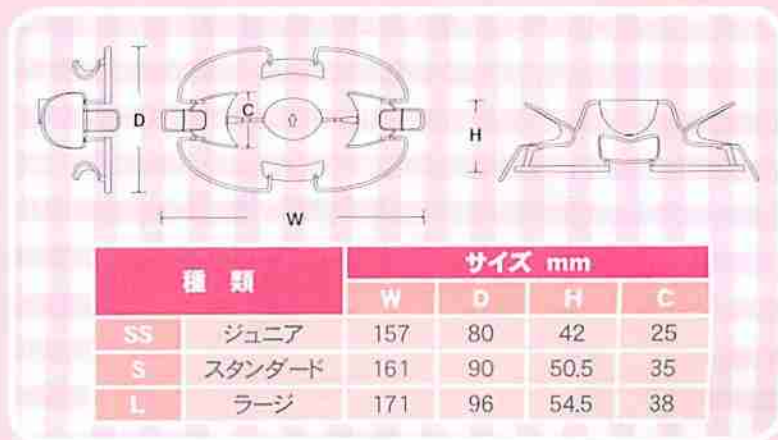 D
C
H
W
種類 サイズ mm
W D H C
SS ジュニア 157 80 42 25
S スタンダード 161 90 50.5 35
L ラージ 171 96 54.5 38